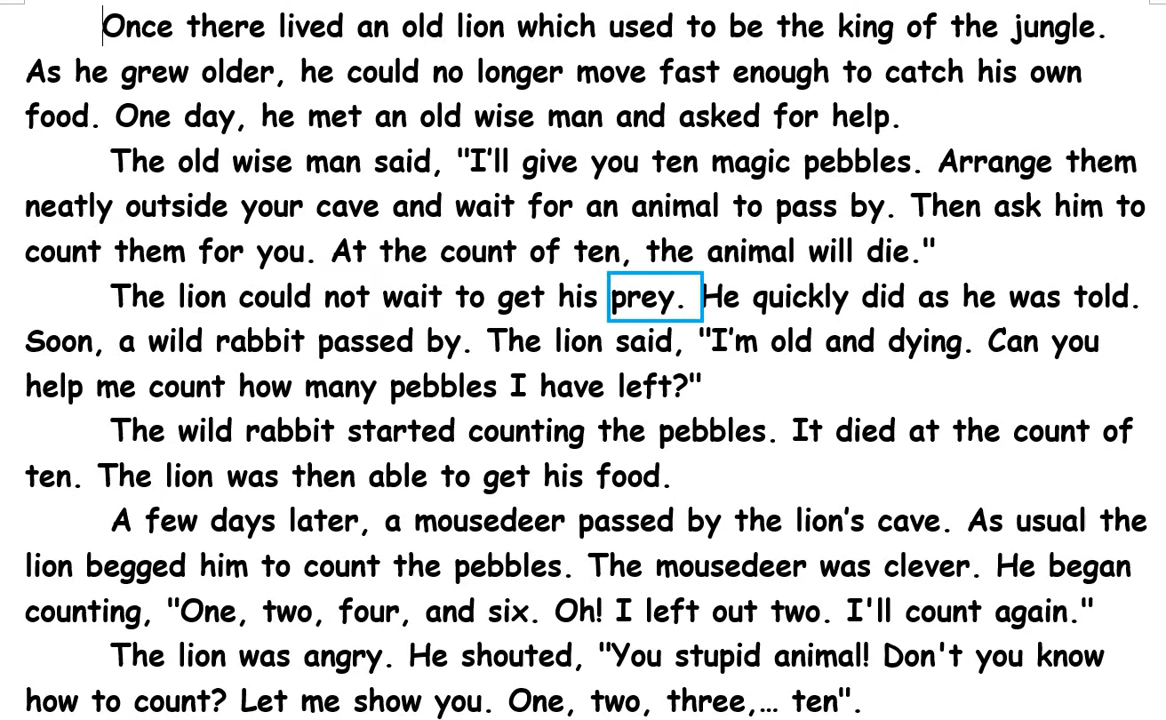 Once there lived an old lion which used to be the king of the jungle.
As he grew older, he could no longer move fast enough to catch his own
food. One day, he met an old wise man and asked for help.
The old wise man said, "I'll give you ten magic pebbles. Arrange them
neatly outside your cave and wait for an animal to pass by. Then ask him to
count them for you. At the count of ten, the animal will die."
The lion could not wait to get his prey. He quickly did as he was told.
Soon, a wild rabbit passed by. The lion said, "I'm old and dying. Can you
help me count how many pebbles I have left?"
The wild rabbit started counting the pebbles. It died at the count of
ten. The lion was then able to get his food.
A few days later, a mousedeer passed by the lion's cave. As usual the
lion begged him to count the pebbles. The mousedeer was clever. He began
counting, "One, two, four, and six. Oh! I left out two. I'll count again."
The lion was angry. He shouted, "You stupid animal! Don't you know
how to count? Let me show you. One, two, three,… ten".